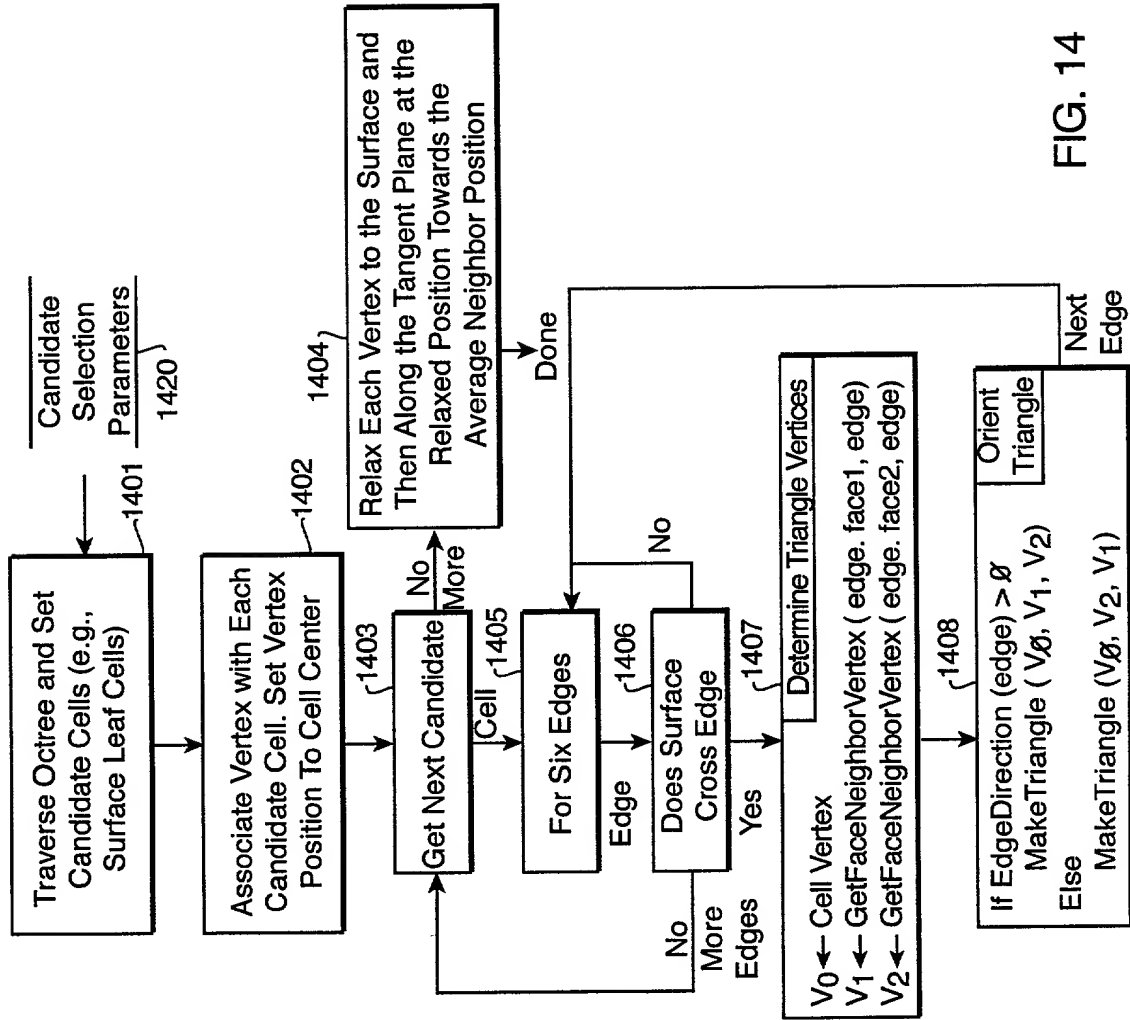 Candidate
Selection
Parameters
1420
1401
Traverse Octree and Set
Candidate Cells (e.g.,
Surface Leaf Cells)
1402
Associate Vertex with Each
Candidate Cell. Set Vertex
Position To Cell Center
1403
Get Next Candidate
No
More
1404
Relax Each Vertex to the Surface and
Then Along the Tangent Plane at the
Relaxed Position Towards the
Average Neighbor Position
Done
Cell
1405
For Six Edges
Edge
1406
Does Surface
Cross Edge
No
No
More
Edges
Yes
1407
Determine Triangle Vertices
V0 ← Cell Vertex
V1 ← GetFaceNeighborVertex ( edge. face1, edge)
V2 ← GetFaceNeighborVertex ( edge. face2, edge)
1408
Orient
Triangle
If EdgeDirection (edge) > Ø
MakeTriangle ( VØ, V1, V2)
Else
MakeTriangle (VØ, V2, V1)
Next
Edge
FIG. 14